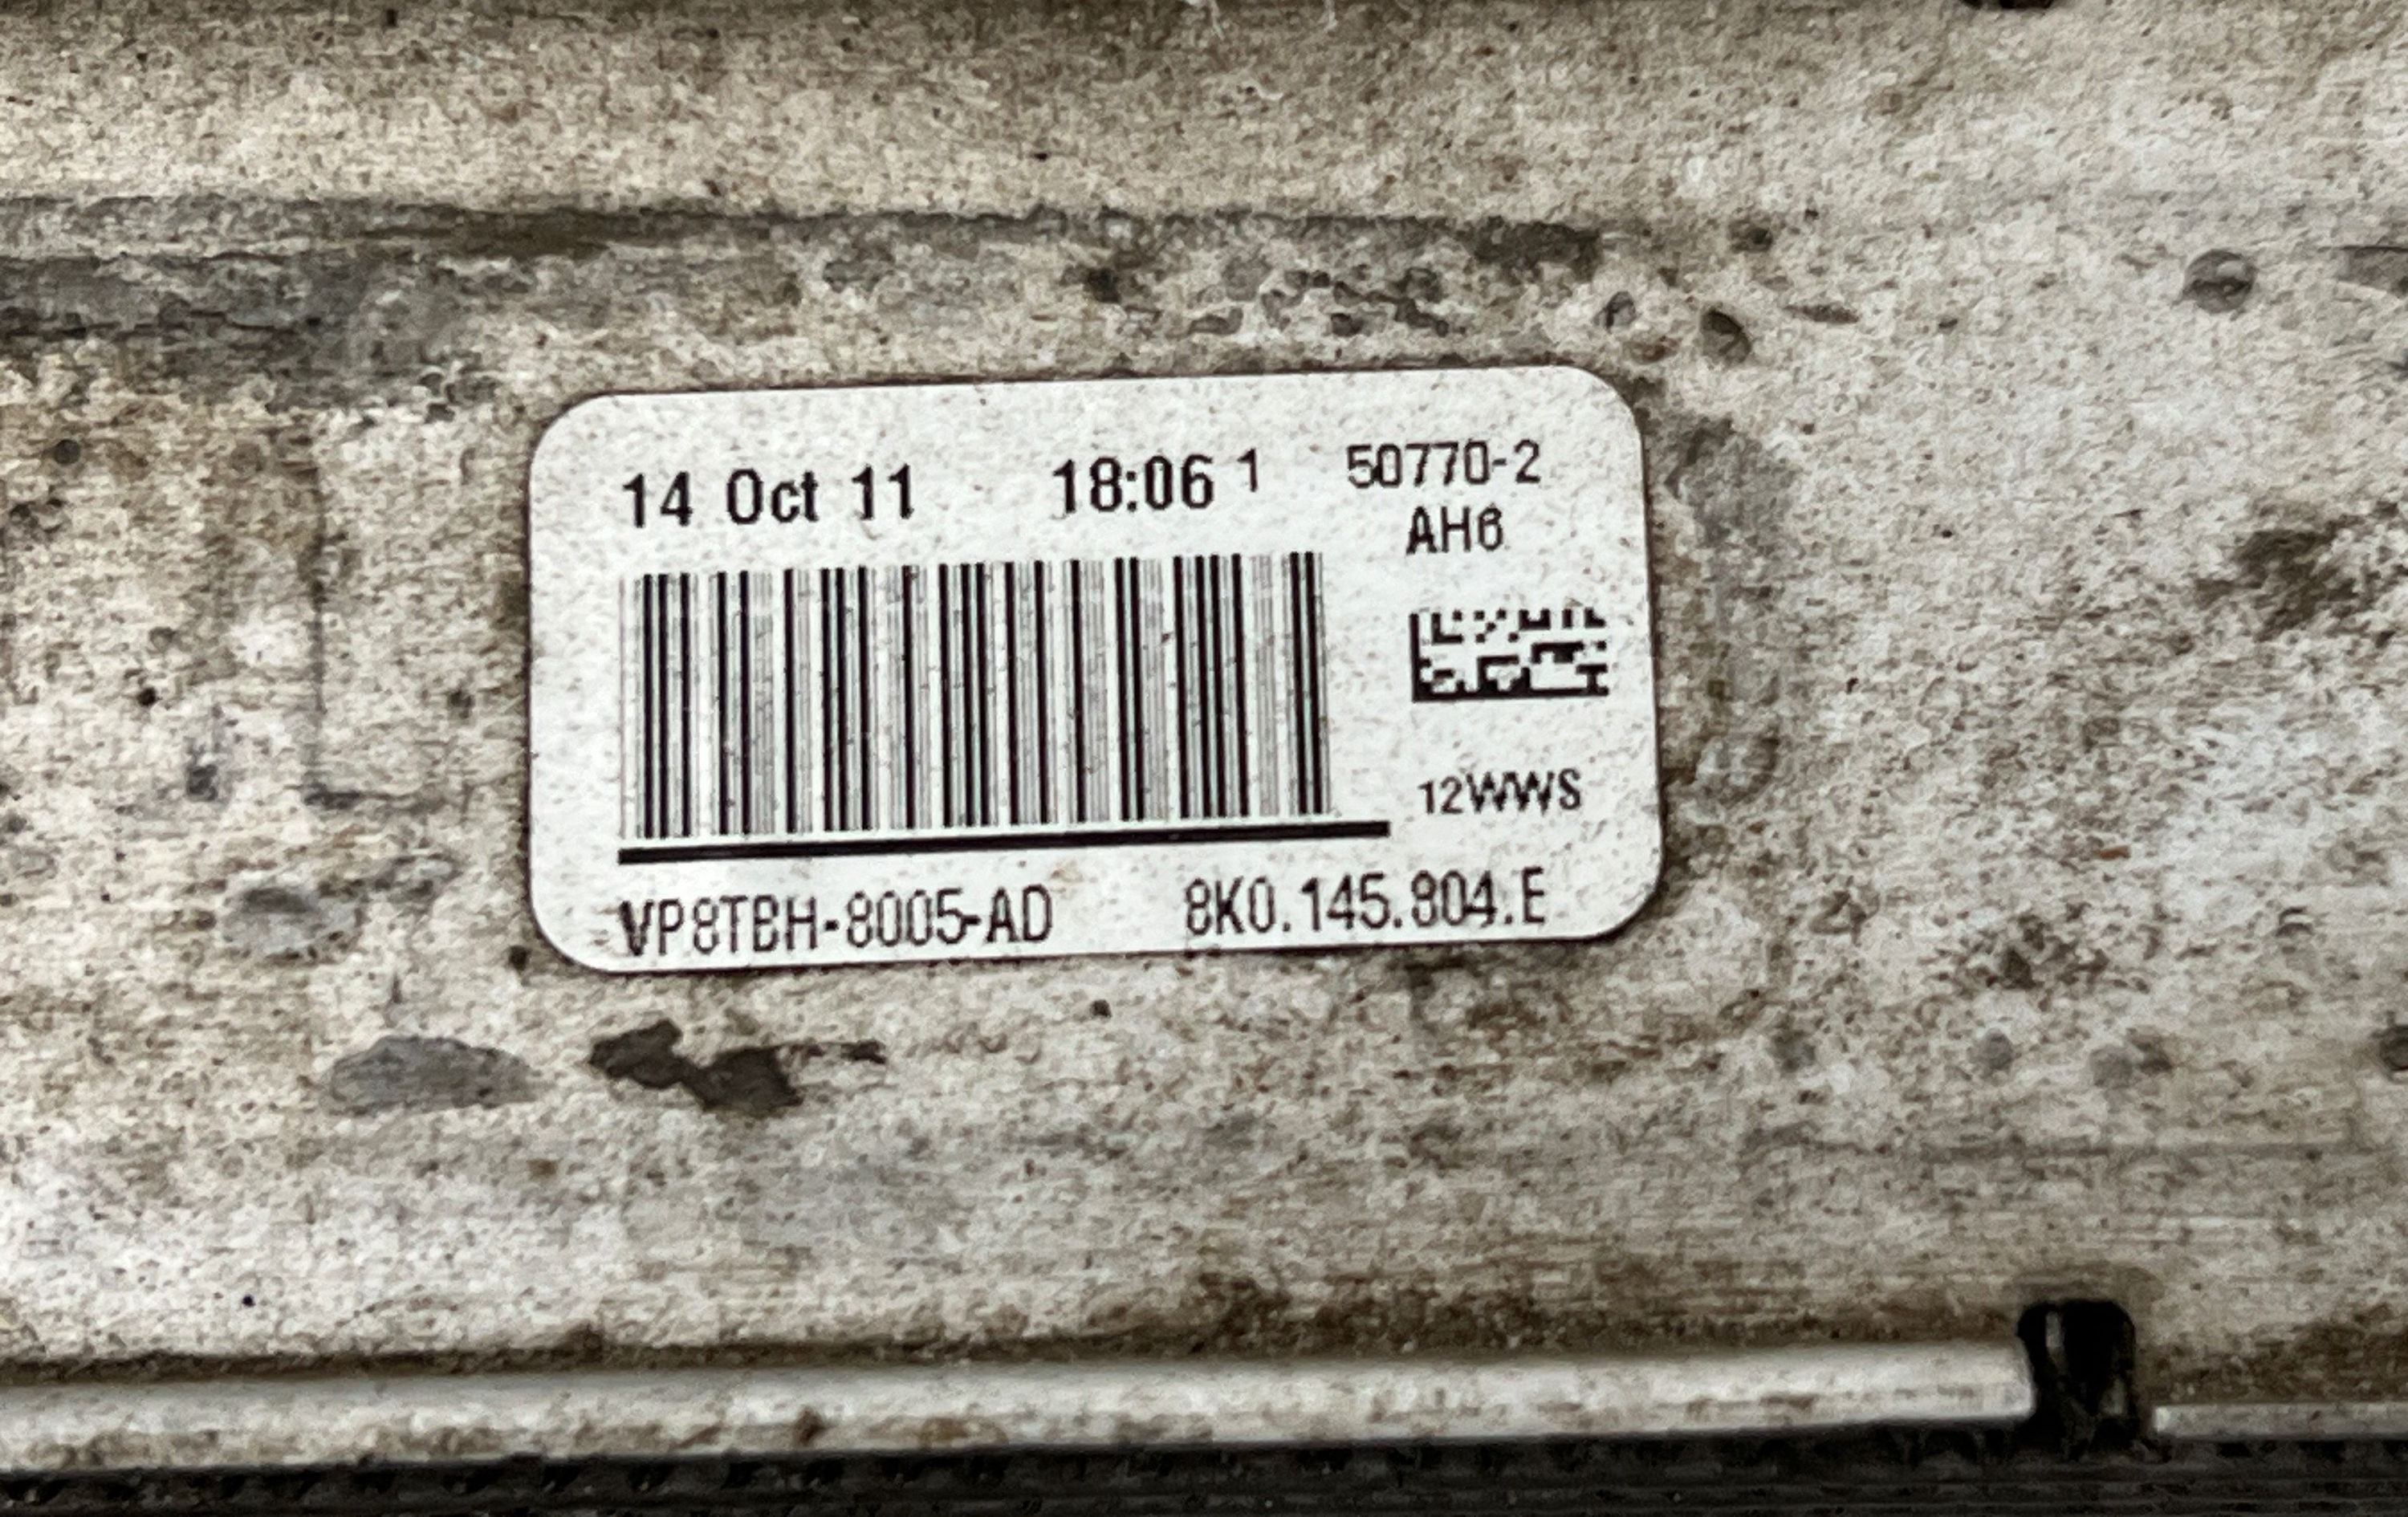 14 Oct 11 18:06 1 50770-2
AH6
12WWS
VP8TBH-8005-AD 8K0.145.804.E